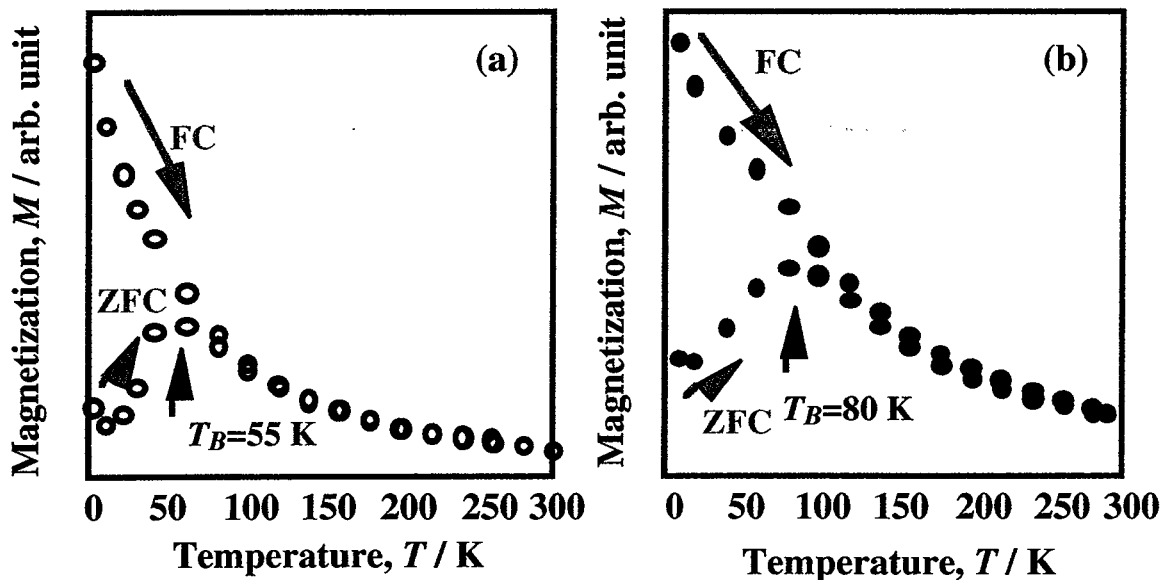 Magnetization, M / arb. unit
(a)
FC
ZFC
T_B=55 K
0 50 100 150 200 250 300
Temperature, T / K
Magnetization, M / arb. unit
(b)
FC
ZFC
T_B=80 K
0 50 100 150 200 250 300
Temperature, T / K